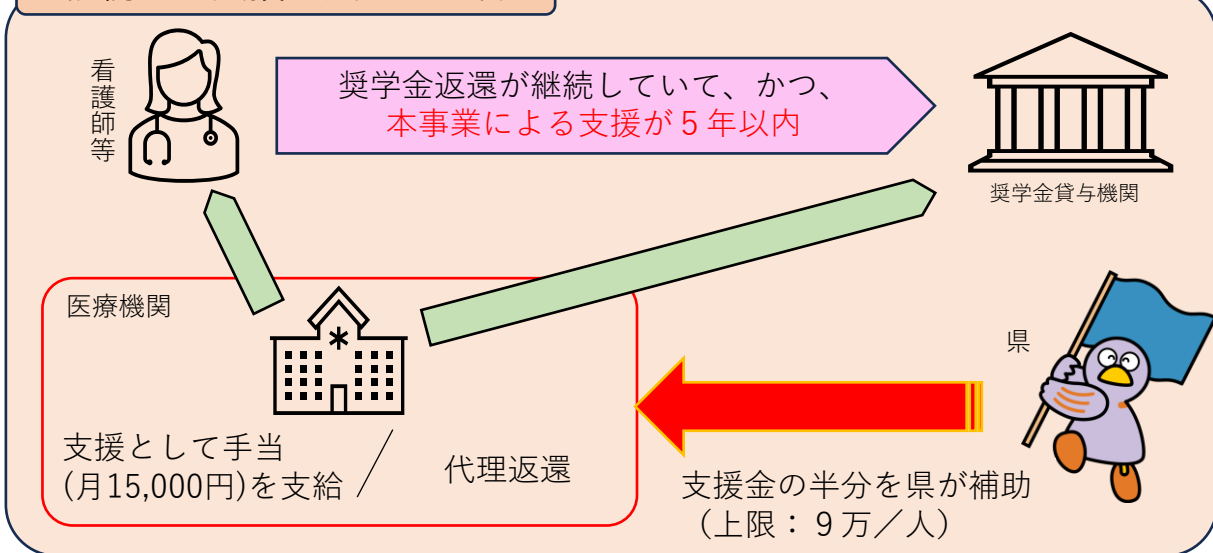 看護師等
奨学金返還が継続していて、かつ、
本事業による支援が５年以内
奨学金貸与機関
医療機関
県
支援として手当
(月15,000円)を支給
／
代理返還
支援金の半分を県が補助
（上限：９万／人）